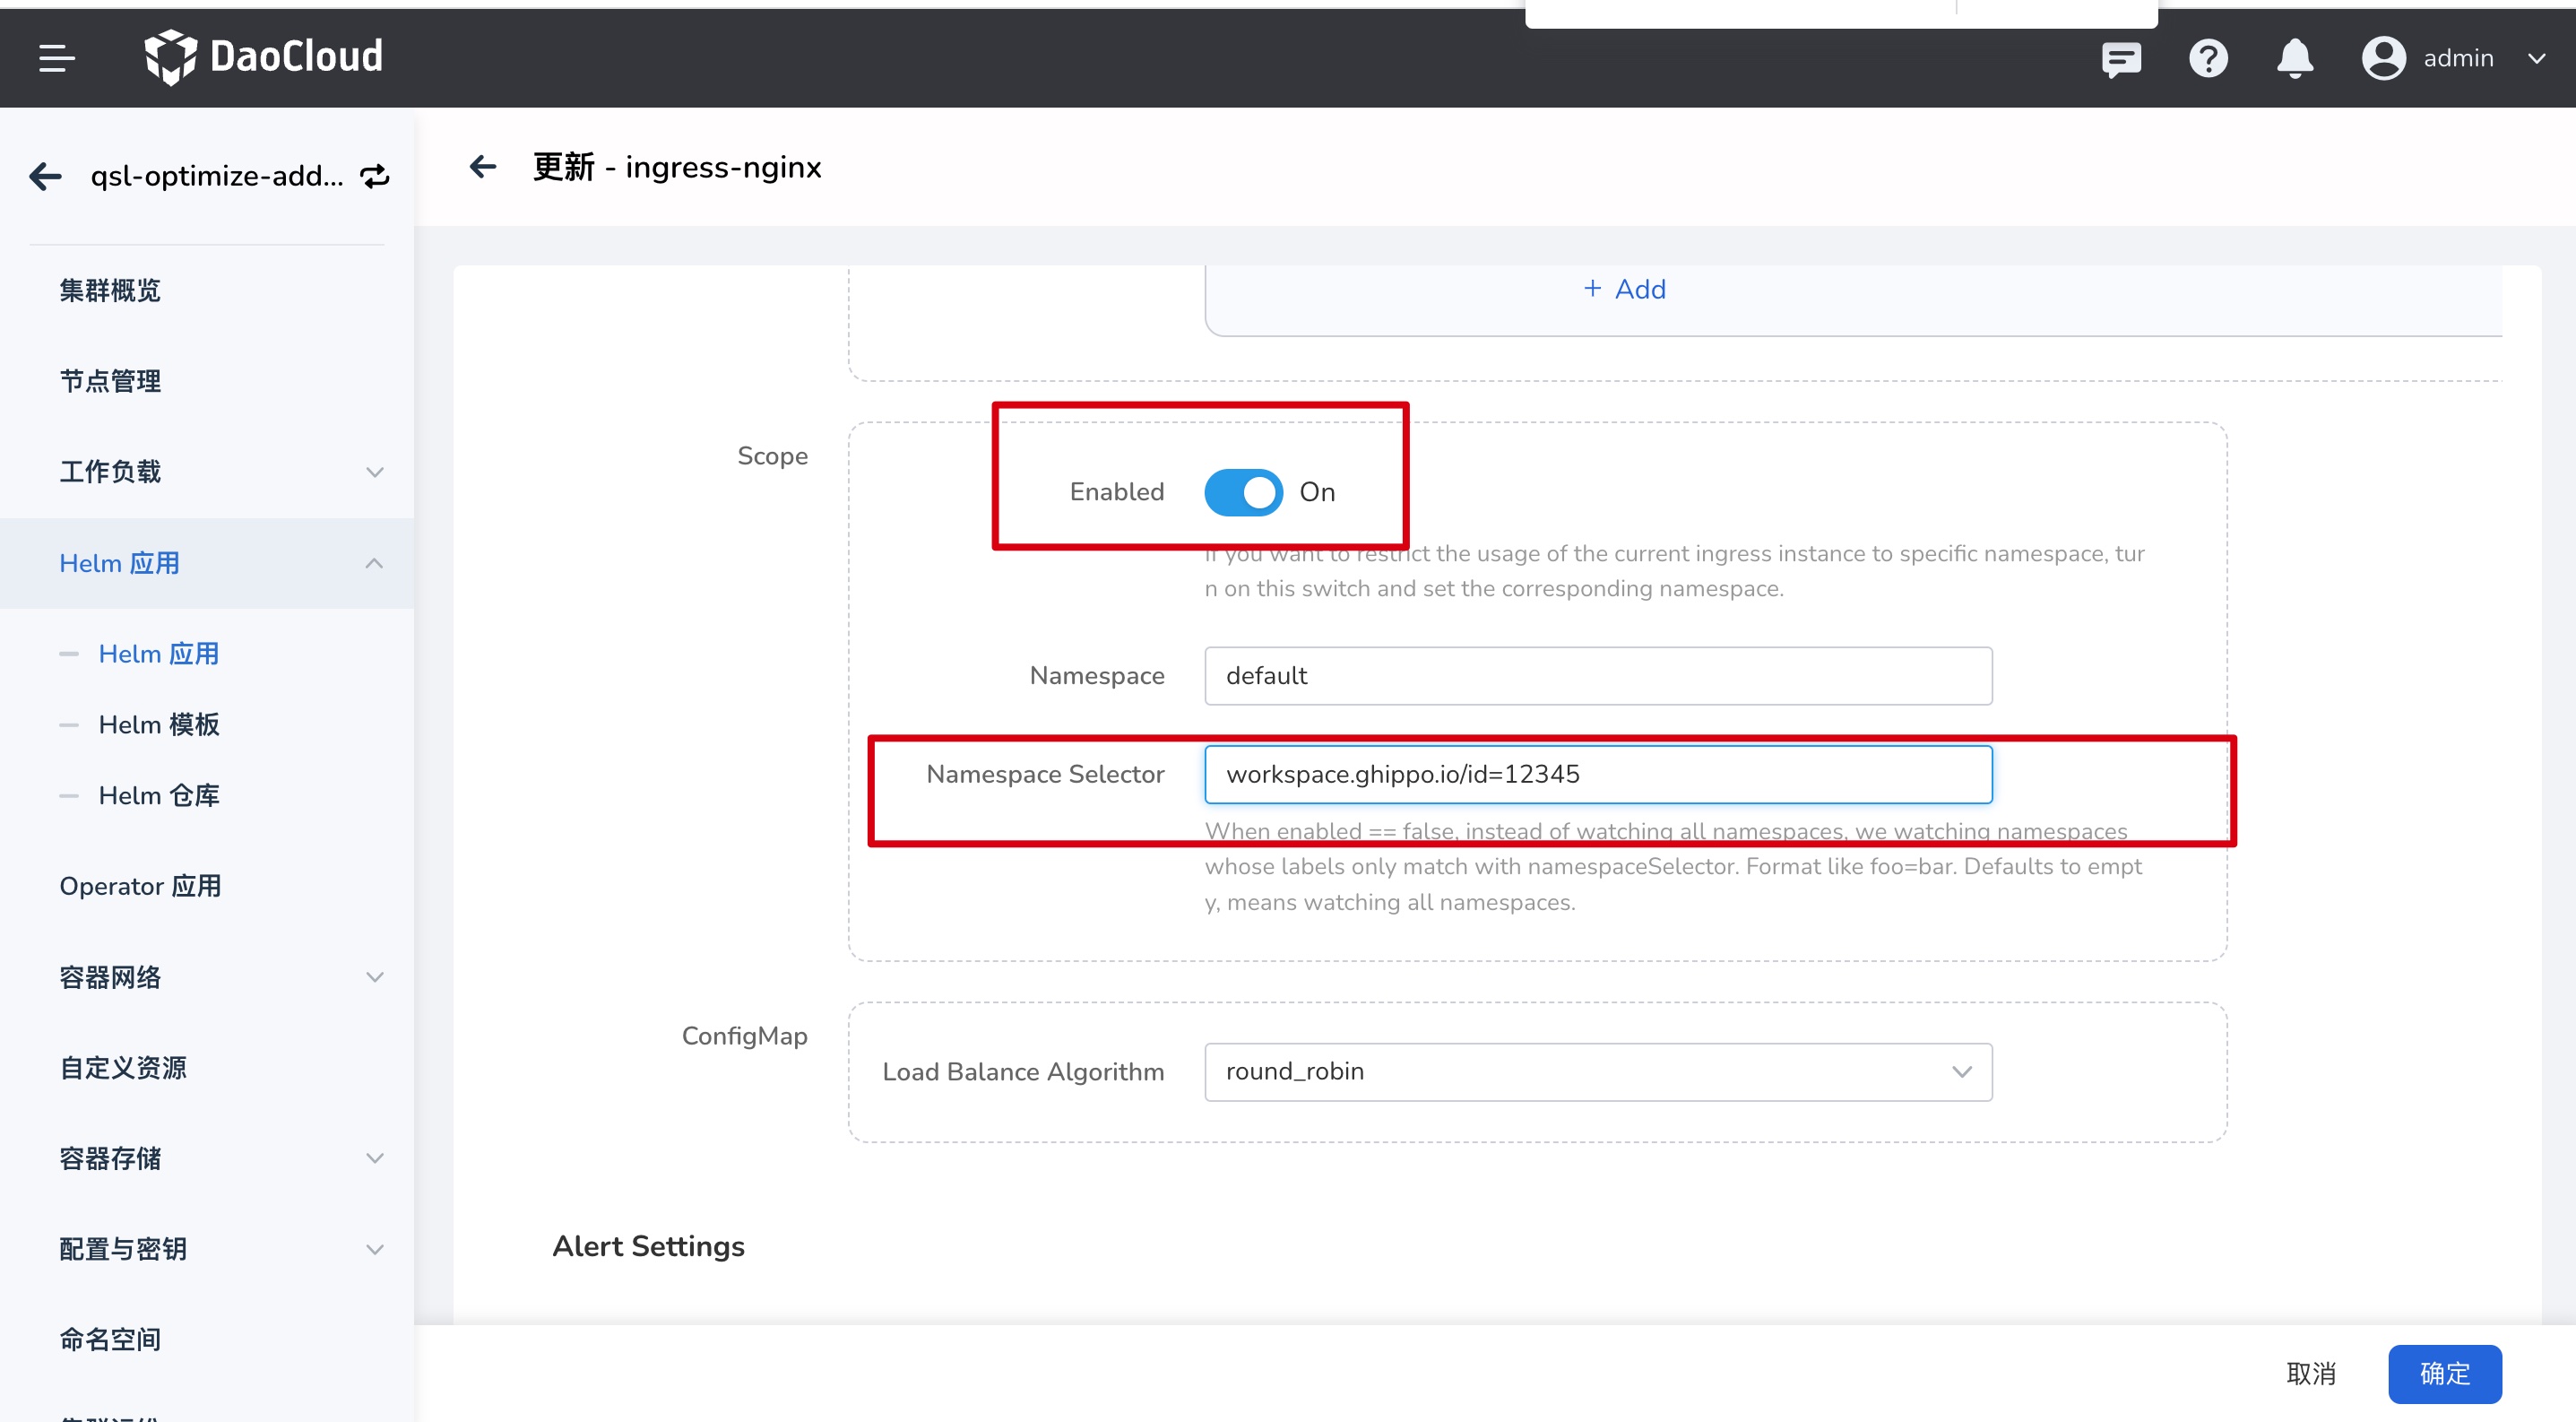 DaoCloud
admin
qsl-optimize-add...
更新 - ingress-nginx
集群概览
节点管理
工作负载
Helm 应用
Helm 应用
Helm 模板
Helm 仓库
Operator 应用
容器网络
自定义资源
容器存储
配置与密钥
命名空间
+ Add
Scope
Enabled
On
If you want to restrict the usage of the current ingress instance to specific namespace, tur
n on this switch and set the corresponding namespace.
Namespace
default
Namespace Selector
workspace.ghippo.io/id=12345
When enabled == false, instead of watching all namespaces, we watching namespaces
whose labels only match with namespaceSelector. Format like foo=bar. Defaults to empt
y, means watching all namespaces.
ConfigMap
Load Balance Algorithm
round_robin
Alert Settings
取消
确定